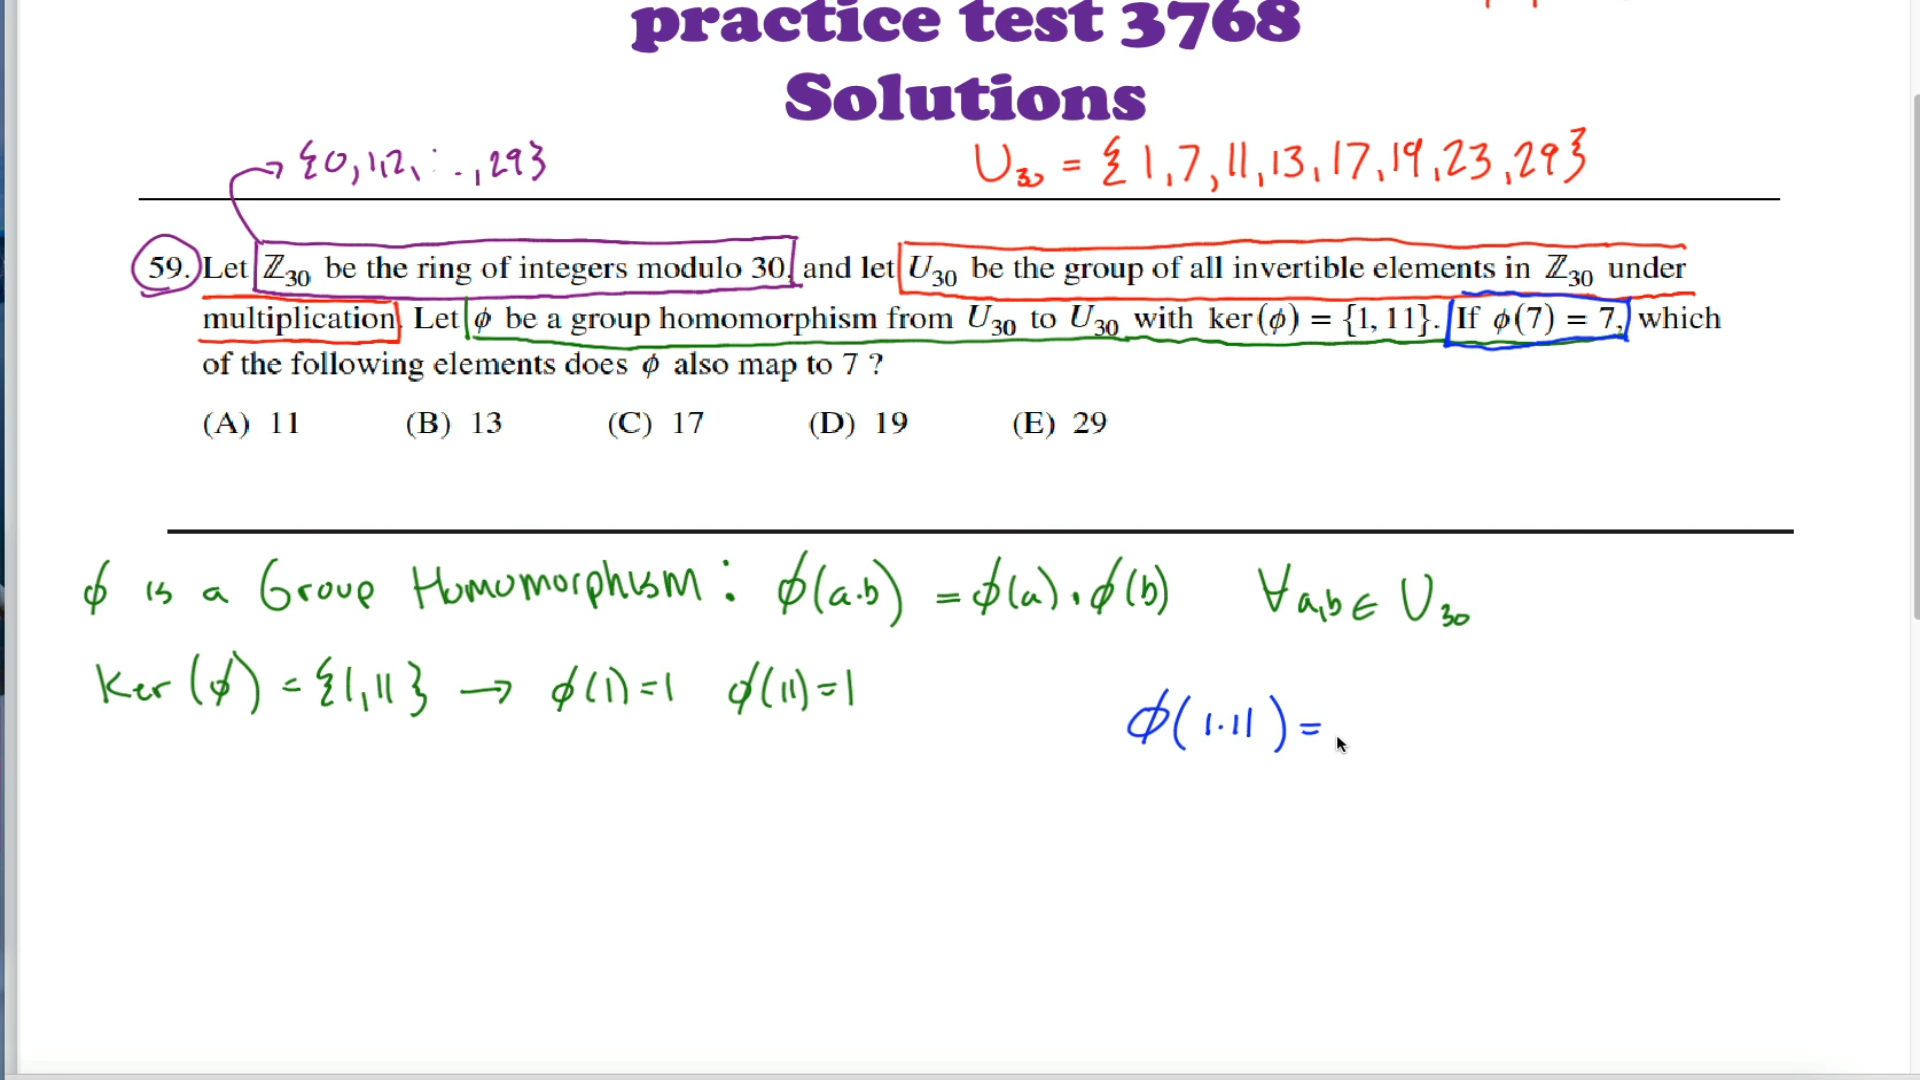 practice test 3768
Solutions
{0,1,2, ..., 29}
U₃₀ = {1,7,11,13,17,19,23,29}
59. Let ℤ₃₀ be the ring of integers modulo 30, and let U₃₀ be the group of all invertible elements in ℤ₃₀ under
multiplication. Let ϕ be a group homomorphism from U₃₀ to U₃₀ with ker(ϕ) = {1, 11}. If ϕ(7) = 7, which
of the following elements does ϕ also map to 7 ?
(A) 11 (B) 13 (C) 17 (D) 19 (E) 29
ϕ is a Group Homomorphism : ϕ(a·b) = ϕ(a) · ϕ(b) ∀a,b∈ U₃₀
Ker(ϕ) = {1,11} → ϕ(1)=1 ϕ(11)=1
ϕ(1·11) =